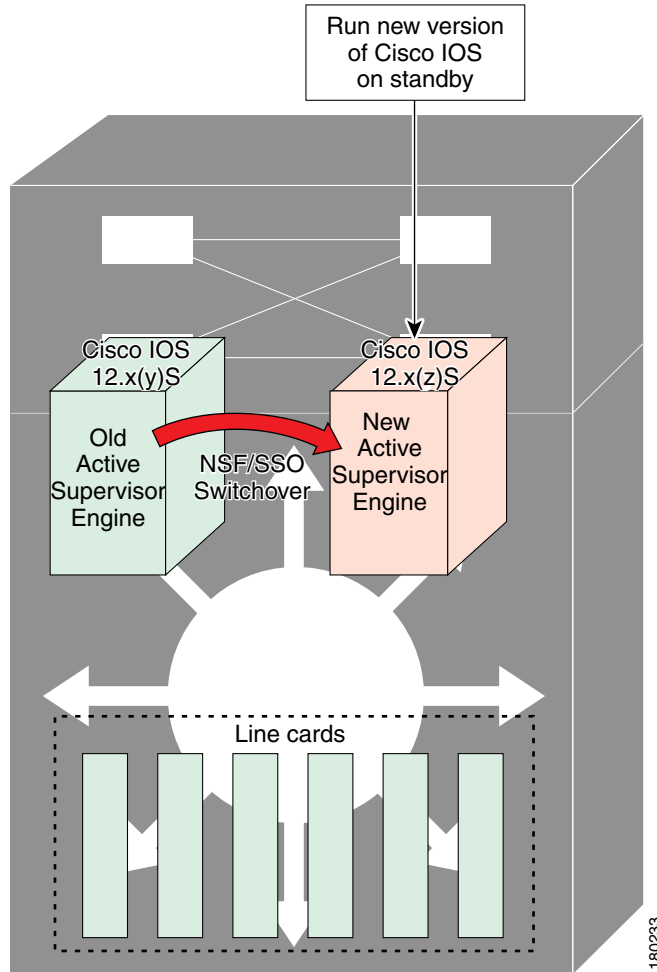 Run new version
of Cisco IOS
on standby
Cisco IOS
12.x(y)S
Cisco IOS
12.x(z)S
Old
Active
Supervisor
Engine
NSF/SSO
Switchover
New
Active
Supervisor
Engine
Line cards
180233